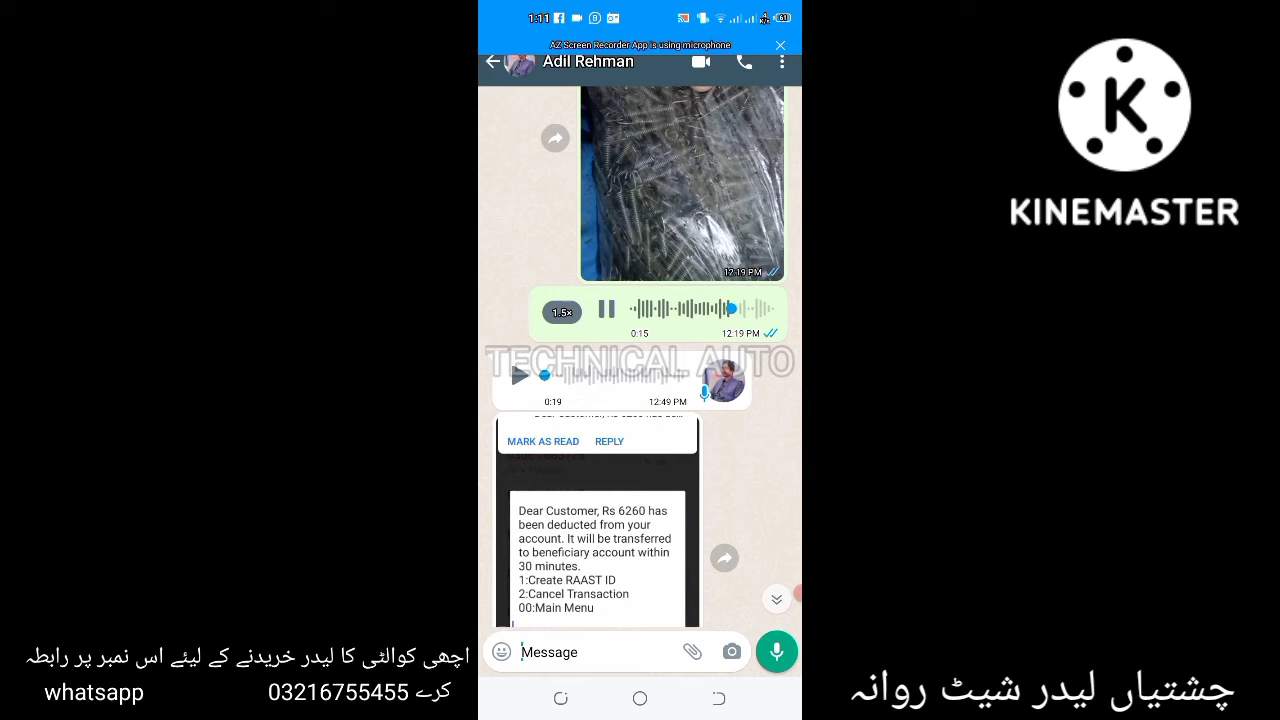 1:11
61
AZ Screen Recorder App is using microphone
Adil Rehman
KINEMASTER
12:19 PM
1.5×
0:15
12:19 PM
TECHNICAL AUTO
0:19
12:49 PM
MARK AS READ REPLY
Dear Customer, Rs 6260 has
been deducted from your
account. It will be transferred
to beneficiary account within
30 minutes.
1:Create RAAST ID
2:Cancel Transaction
00:Main Menu
Message
اچھی کوالٹی کا لیدر خریدنے کے لیئے اس نمبر پر رابطہ
کرے 03216755455 whatsapp
چشتیاں لیدر شیٹ روانہ